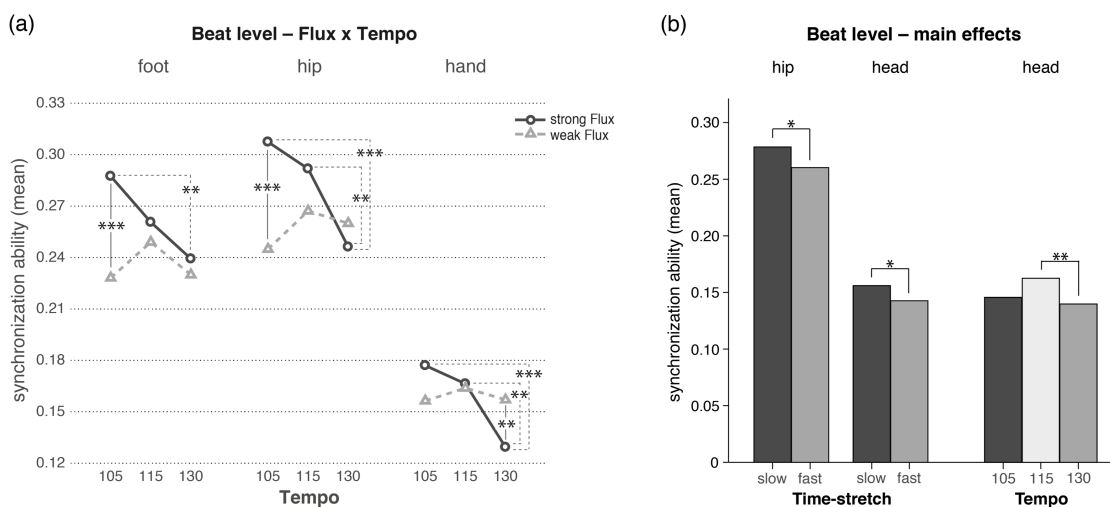 (a)
Beat level – Flux x Tempo
foot hip hand
synchronization ability (mean)
0.33
0.30
0.27
0.24
0.21
0.18
0.15
0.12
strong Flux
weak Flux
***
**
***
***
**
***
**
**
105 115 130 105 115 130 105 115 130
Tempo
(b)
Beat level – main effects
hip head head
synchronization ability (mean)
0.30
0.25
0.20
0.15
0.10
0.05
0
*
*
**
slow fast slow fast 105 115 130
Time-stretch Tempo